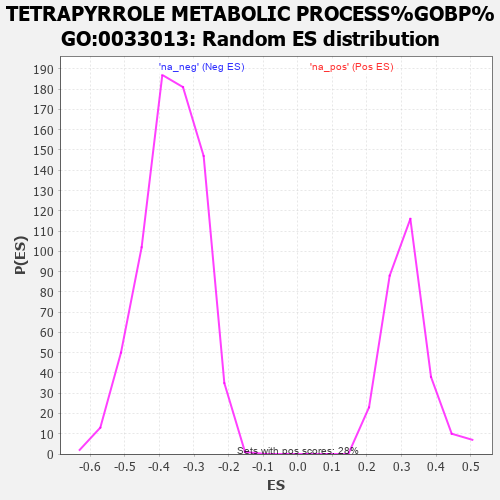 TETRAPYRROLE METABOLIC PROCESS%GOBP%
GO:0033013: Random ES distribution
'na_neg' (Neg ES)
'na_pos' (Pos ES)
190
180
170
160
150
140
130
120
110
100
90
80
70
60
50
40
30
20
10
0
P(ES)
Sets with pos scores: 28%
-0.6 -0.5 -0.4 -0.3 -0.2 -0.1 0.0 0.1 0.2 0.3 0.4 0.5
ES